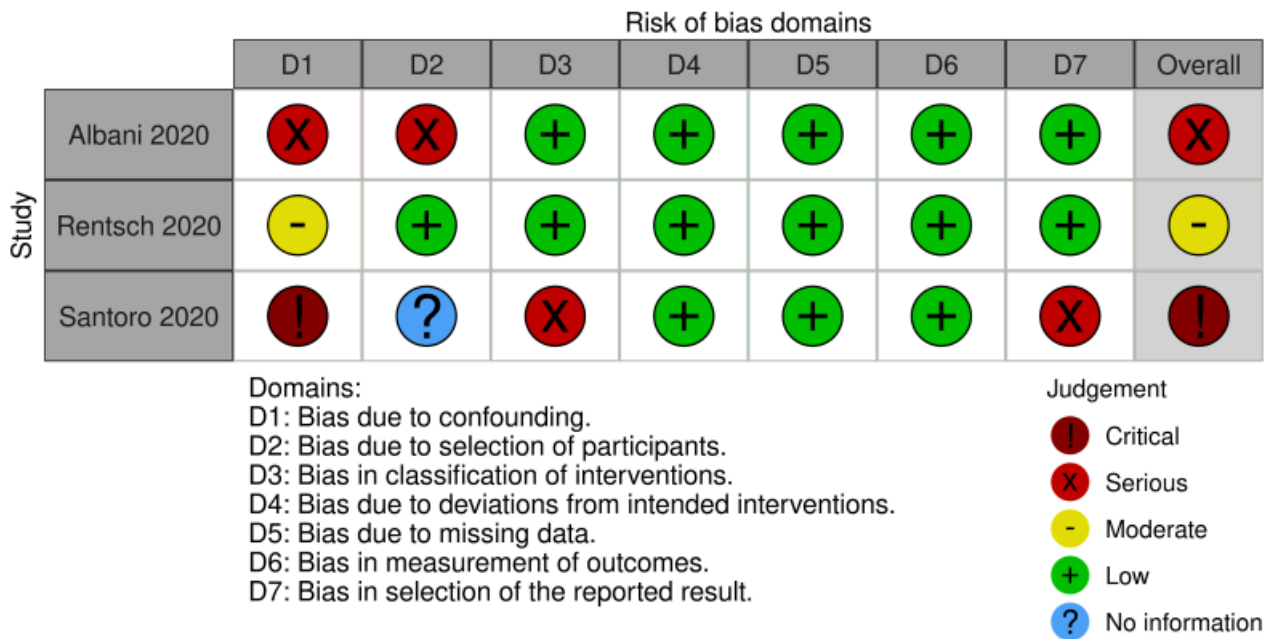 Risk of bias domains
D1 D2 D3 D4 D5 D6 D7 Overall
Study
Albani 2020 X X + + + + + X
Rentsch 2020 - + + + + + + -
Santoro 2020 ! ? X + + + X !
Domains:
D1: Bias due to confounding.
D2: Bias due to selection of participants.
D3: Bias in classification of interventions.
D4: Bias due to deviations from intended interventions.
D5: Bias due to missing data.
D6: Bias in measurement of outcomes.
D7: Bias in selection of the reported result.
Judgement
! Critical
X Serious
- Moderate
+ Low
? No information